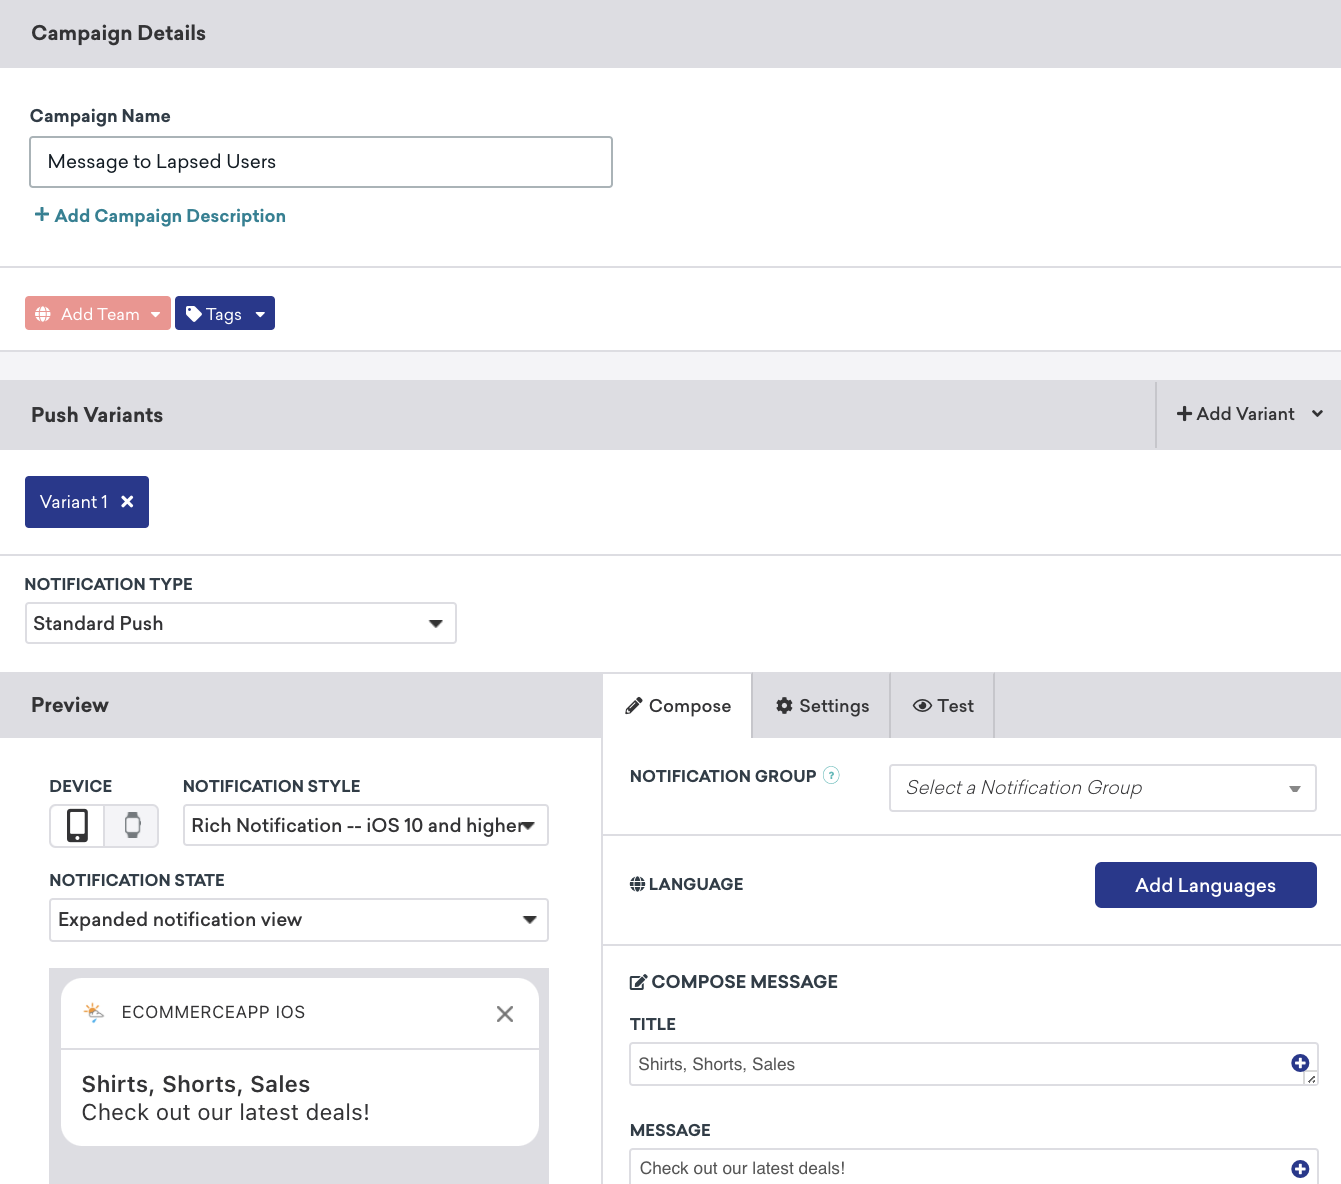 Campaign Details
Campaign Name
Message to Lapsed Users
+ Add Campaign Description
Add Team
Tags
Push Variants
+ Add Variant
Variant 1 ×
NOTIFICATION TYPE
Standard Push
Preview
Compose
Settings
Test
DEVICE
NOTIFICATION STYLE
Rich Notification -- iOS 10 and higher
NOTIFICATION STATE
Expanded notification view
ECOMMERCEAPP IOS
Shirts, Shorts, Sales
Check out our latest deals!
NOTIFICATION GROUP ?
Select a Notification Group
LANGUAGE
Add Languages
COMPOSE MESSAGE
TITLE
Shirts, Shorts, Sales
MESSAGE
Check out our latest deals!